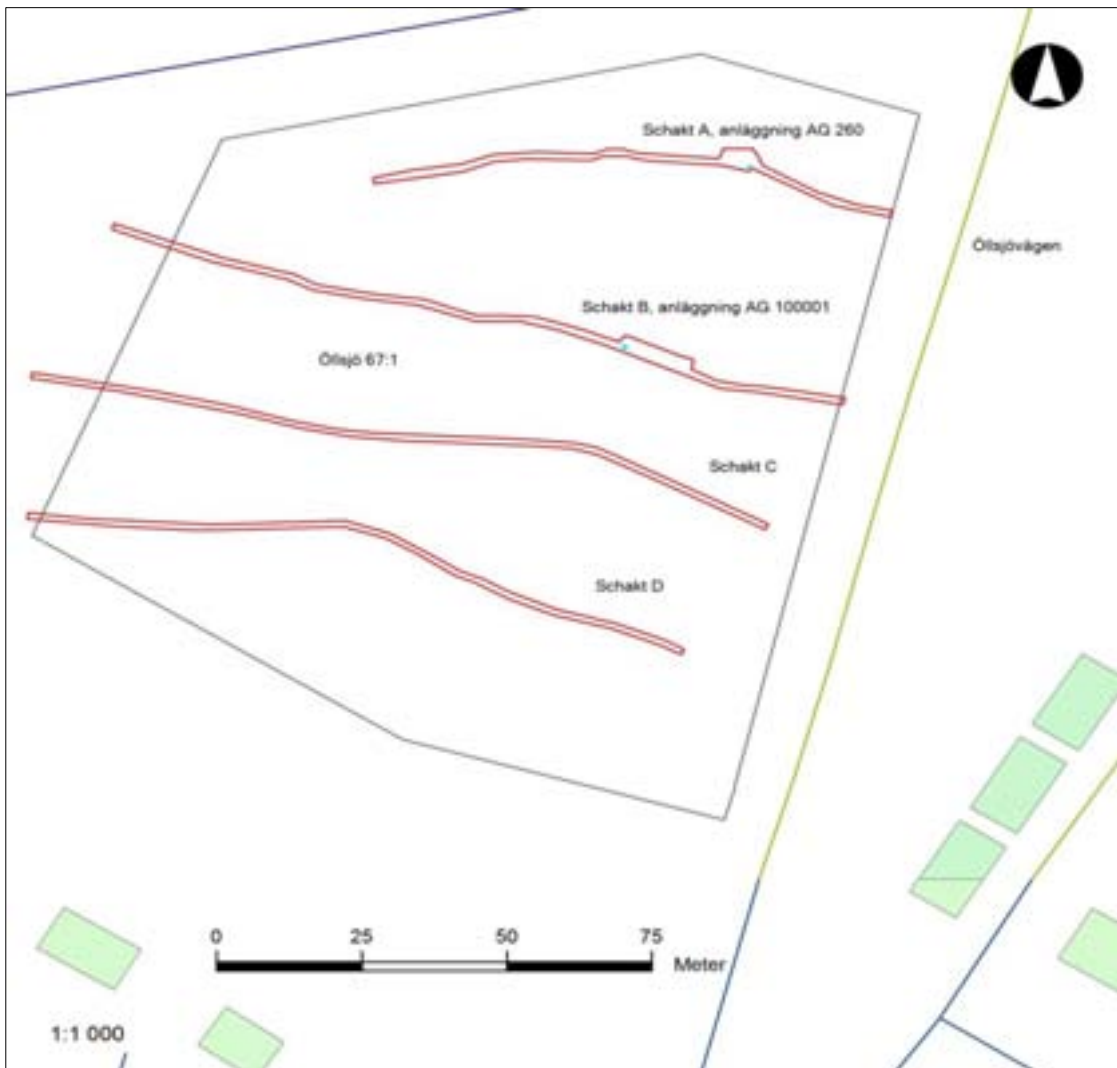 Schakt A, anläggning AG 260
Öllsjövägen
Schakt B, anläggning AG 100001
Öllsjö 67:1
Schakt C
Schakt D
0 25 50 75
Meter
1:1 000